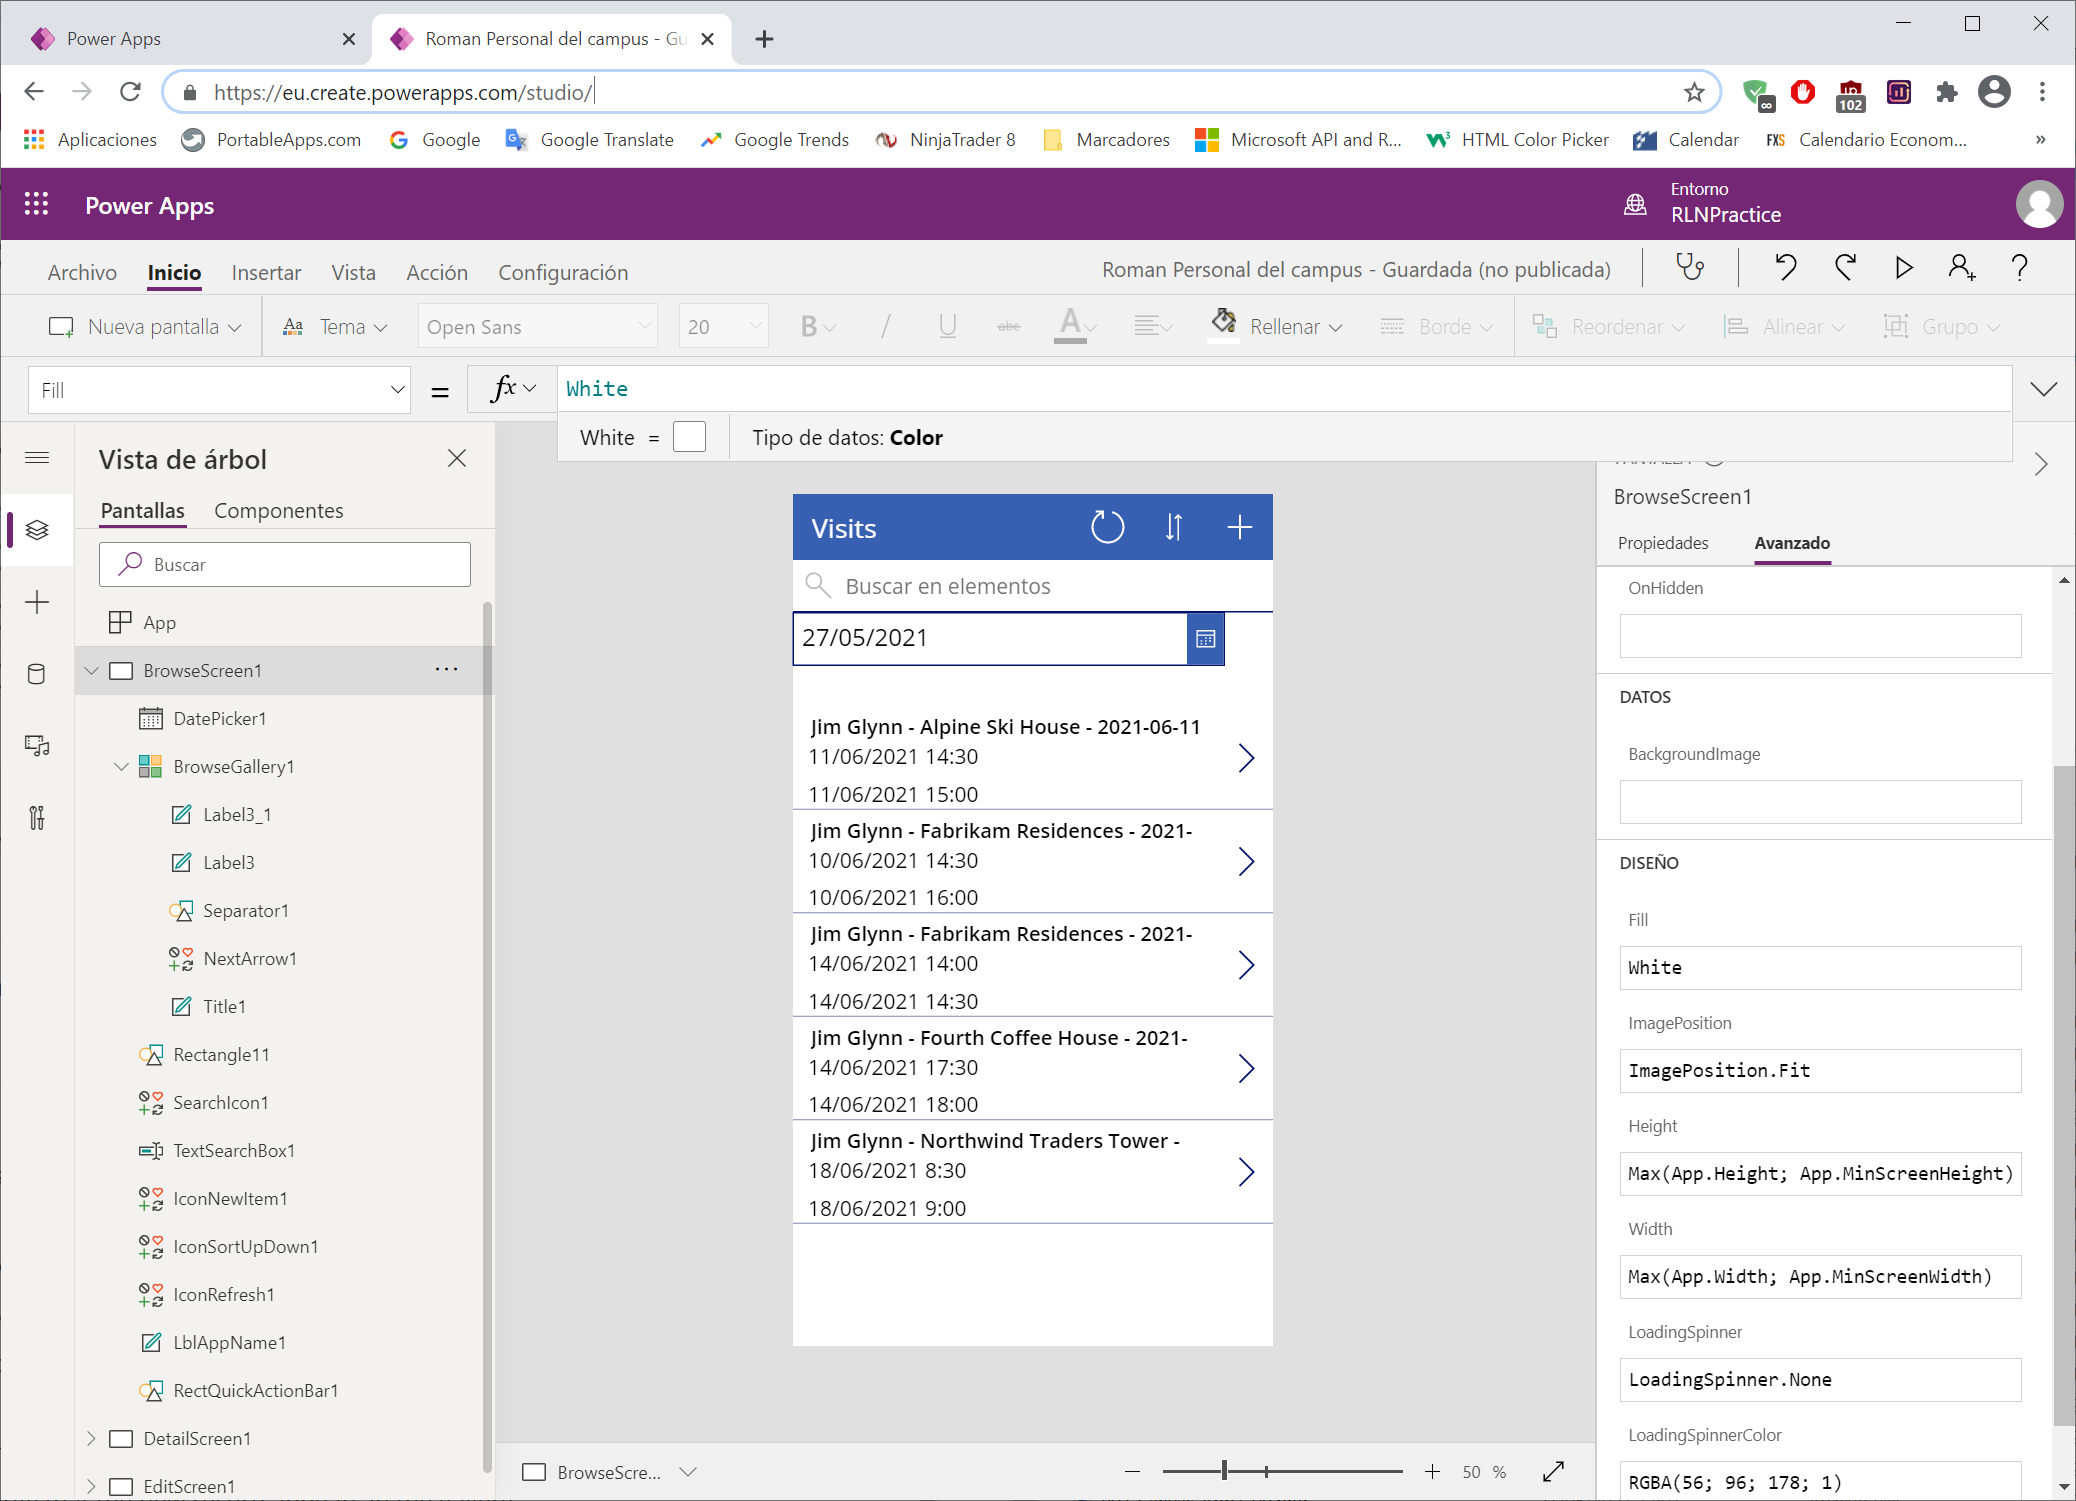 Power Apps
Roman Personal del campus - Gu
https://eu.create.powerapps.com/studio/
102
Aplicaciones
PortableApps.com
Google
Google Translate
Google Trends
NinjaTrader 8
Marcadores
Microsoft API and R...
HTML Color Picker
Calendar
FXS
Calendario Econom...
»
Power Apps
Entorno
RLNPractice
Archivo
Inicio
Insertar
Vista
Acción
Configuración
Roman Personal del campus - Guardada (no publicada)
?
Nueva pantalla
Aa
Tema
Open Sans
20
B
/
U
abc
A
Rellenar
Borde
Reordenar
Alinear
Grupo
Fill
=
fx
White
White =
Tipo de datos: Color
Vista de árbol
Pantallas
Componentes
Buscar
App
BrowseScreen1
...
DatePicker1
BrowseGallery1
Label3_1
Label3
Separator1
NextArrow1
Title1
Rectangle11
SearchIcon1
TextSearchBox1
IconNewItem1
IconSortUpDown1
IconRefresh1
LblAppName1
RectQuickActionBar1
DetailScreen1
EditScreen1
Visits
Buscar en elementos
27/05/2021
Jim Glynn - Alpine Ski House - 2021-06-11
11/06/2021 14:30
11/06/2021 15:00
Jim Glynn - Fabrikam Residences - 2021-
10/06/2021 14:30
10/06/2021 16:00
Jim Glynn - Fabrikam Residences - 2021-
14/06/2021 14:00
14/06/2021 14:30
Jim Glynn - Fourth Coffee House - 2021-
14/06/2021 17:30
14/06/2021 18:00
Jim Glynn - Northwind Traders Tower -
18/06/2021 8:30
18/06/2021 9:00
BrowseScre...
50 %
BrowseScreen1
Propiedades
Avanzado
OnHidden
DATOS
BackgroundImage
DISEÑO
Fill
White
ImagePosition
ImagePosition.Fit
Height
Max(App.Height; App.MinScreenHeight)
Width
Max(App.Width; App.MinScreenWidth)
LoadingSpinner
LoadingSpinner.None
LoadingSpinnerColor
RGBA(56; 96; 178; 1)